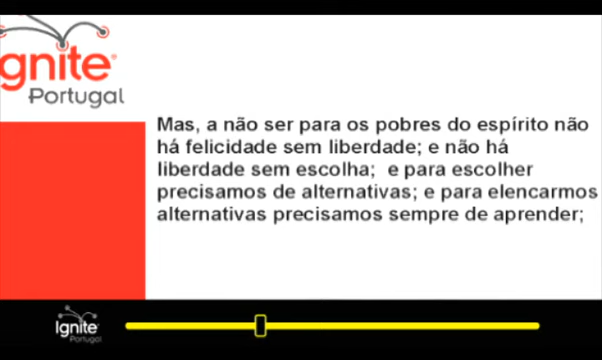 gnite
Portugal
Mas, a não ser para os pobres do espírito não
há felicidade sem liberdade; e não há
liberdade sem escolha;  e para escolher
precisamos de alternativas; e para elencarmos
alternativas precisamos sempre de aprender;
Ignite
Portugal